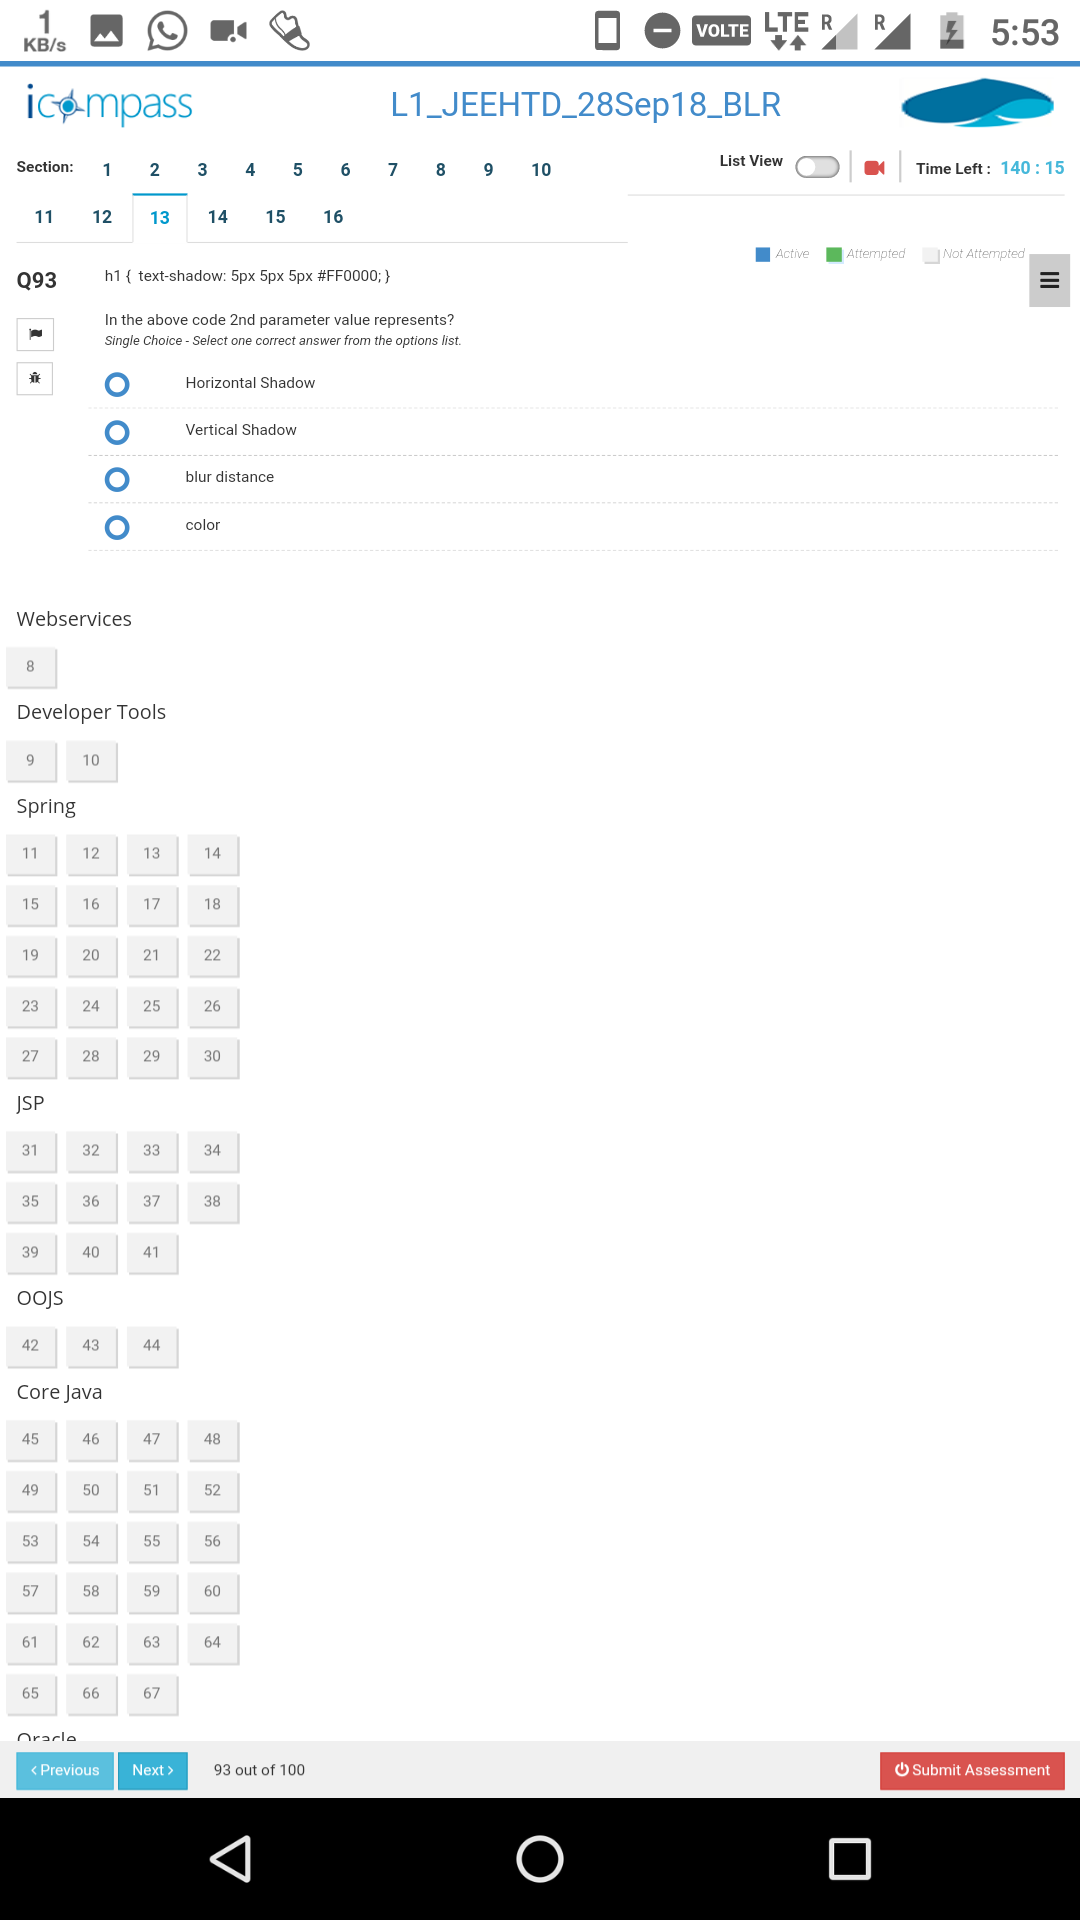 1
KB/s
VOLTE
LTE
R
R
5:53
icompass
L1_JEEHTD_28Sep18_BLR
Section: 1 2 3 4 5 6 7 8 9 10
List View
Time Left : 140 : 15
11 12 13 14 15 16
Active Attempted Not Attempted
Q93
h1 { text-shadow: 5px 5px 5px #FF0000; }
In the above code 2nd parameter value represents?
Single Choice - Select one correct answer from the options list.
Horizontal Shadow
Vertical Shadow
blur distance
color
Webservices
8
Developer Tools
9 10
Spring
11 12 13 14
15 16 17 18
19 20 21 22
23 24 25 26
27 28 29 30
JSP
31 32 33 34
35 36 37 38
39 40 41
OOJS
42 43 44
Core Java
45 46 47 48
49 50 51 52
53 54 55 56
57 58 59 60
61 62 63 64
65 66 67
Oracle
Previous Next 93 out of 100 Submit Assessment